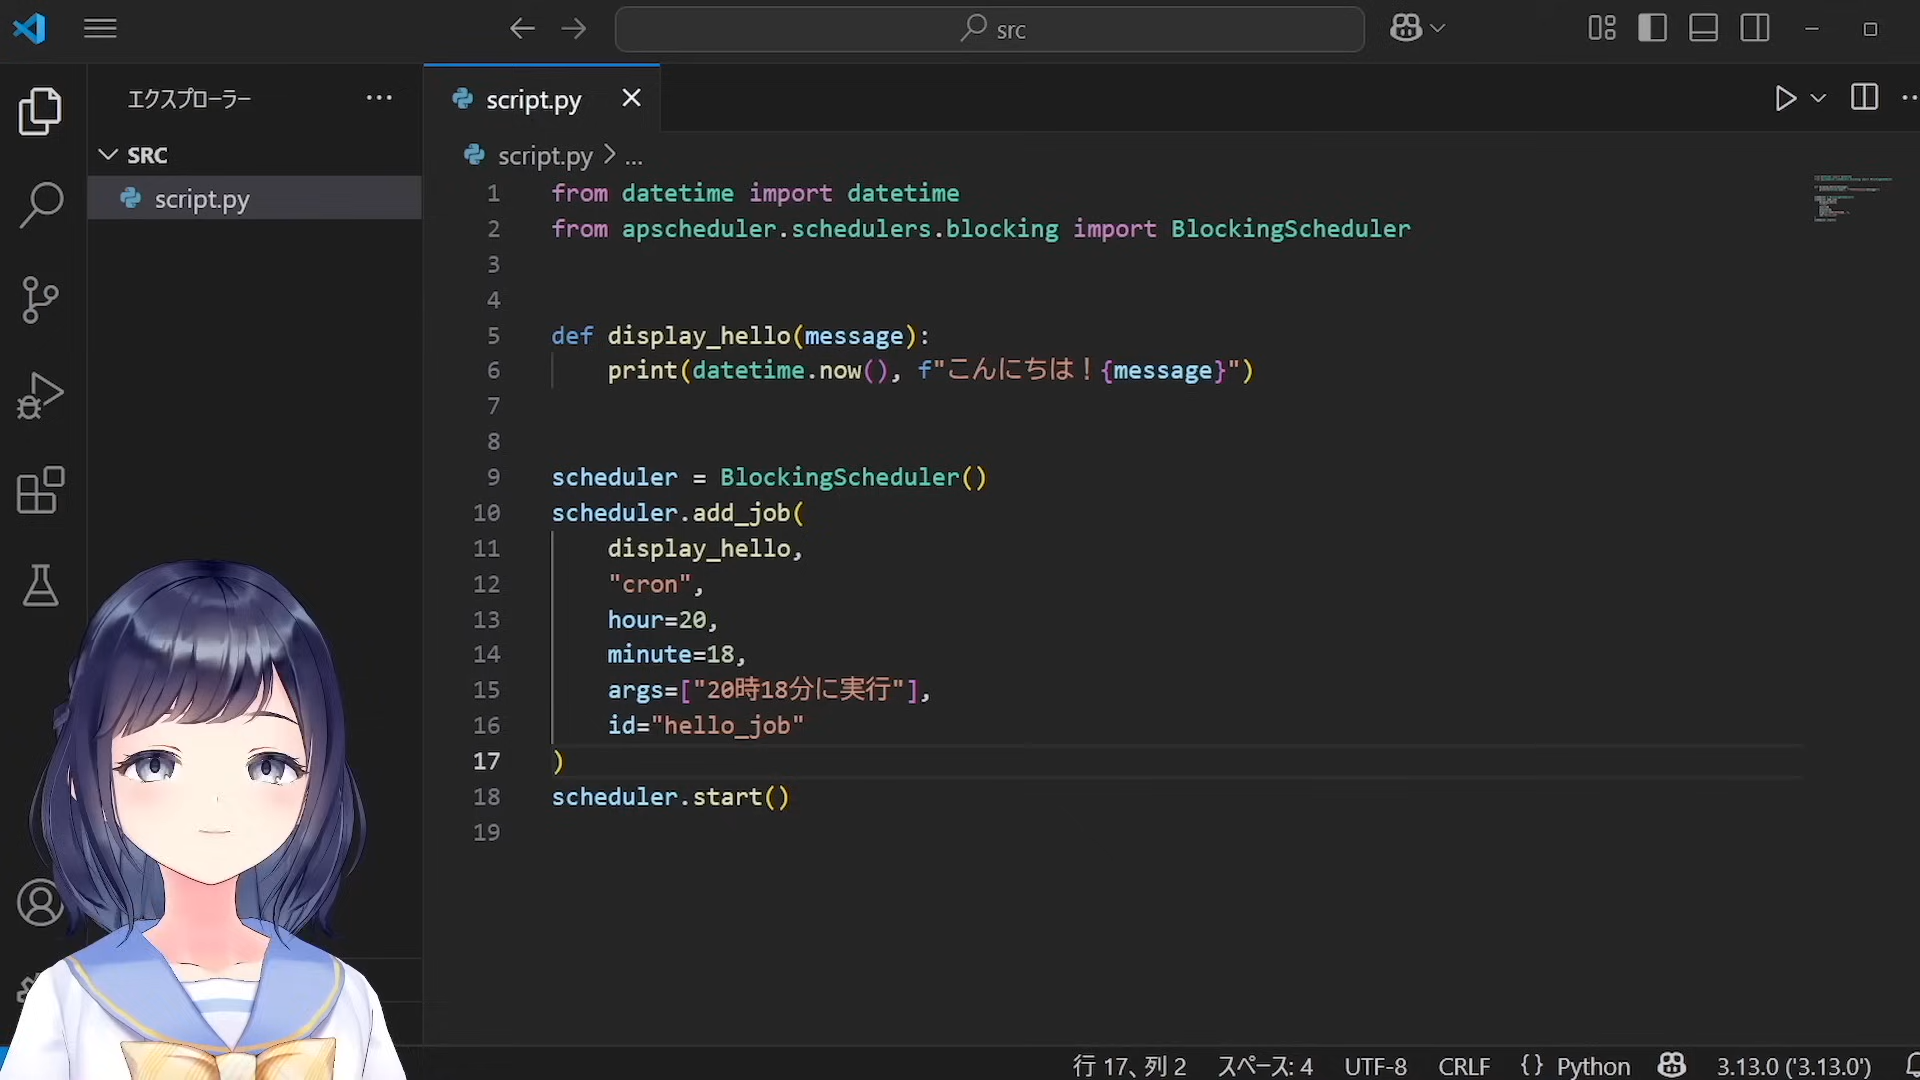 src
エクスプローラー
SRC
script.py
script.py
script.py > ...
1 from datetime import datetime
2 from apscheduler.schedulers.blocking import BlockingScheduler
3
4
5 def display_hello(message):
6     print(datetime.now(), f"こんにちは！{message}")
7
8
9 scheduler = BlockingScheduler()
10 scheduler.add_job(
11     display_hello,
12     "cron",
13     hour=20,
14     minute=18,
15     args=["20時18分に実行"],
16     id="hello_job"
17 )
18 scheduler.start()
19
行 17、列 2 スペース: 4 UTF-8 CRLF {} Python 3.13.0 ('3.13.0')